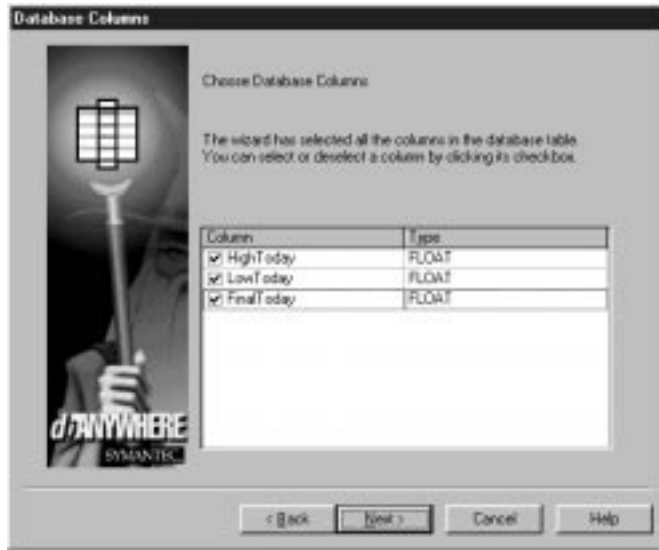 Database Columns
Choose Database Columns
The wizard has selected all the columns in the database table.
You can select or deselect a column by clicking its checkbox.
Column Type
HighToday FLOAT
LowToday FLOAT
FinalToday FLOAT
dbANYWHERE
SYMANTEC.
< Back Next > Cancel Help